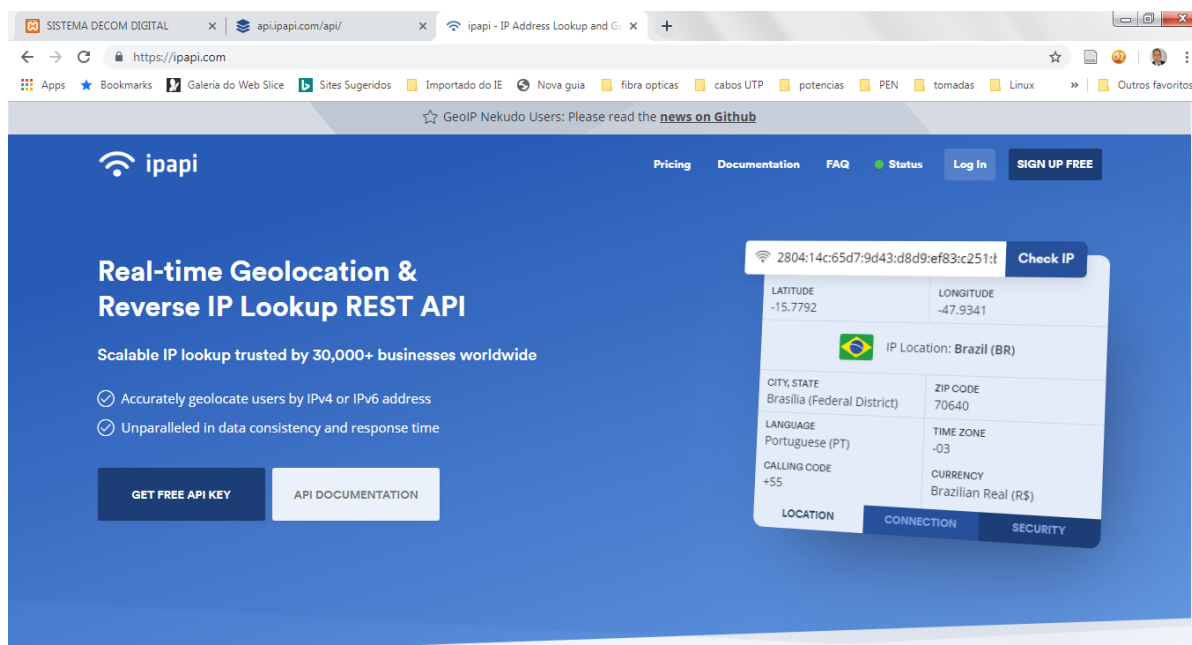 SISTEMA DECOM DIGITAL
api.ipapi.com/api/
ipapi - IP Address Lookup and Ge
https://ipapi.com
Apps Bookmarks Galeria do Web Slice Sites Sugeridos Importado do IE Nova guia fibra opticas cabos UTP potencias PEN tomadas Linux » Outros favoritos
GeoIP Nekudo Users: Please read the news on Github
ipapi
Pricing Documentation FAQ Status Log In SIGN UP FREE
Real-time Geolocation &
Reverse IP Lookup REST API
Scalable IP lookup trusted by 30,000+ businesses worldwide
Accurately geolocate users by IPv4 or IPv6 address
Unparalleled in data consistency and response time
GET FREE API KEY
API DOCUMENTATION
2804:14c:65d7:9d43:d8d9:ef83:c251:b
Check IP
LATITUDE
-15.7792
LONGITUDE
-47.9341
IP Location: Brazil (BR)
CITY, STATE
Brasília (Federal District)
ZIP CODE
70640
LANGUAGE
Portuguese (PT)
TIME ZONE
-03
CALLING CODE
+55
CURRENCY
Brazilian Real (R$)
LOCATION
CONNECTION
SECURITY